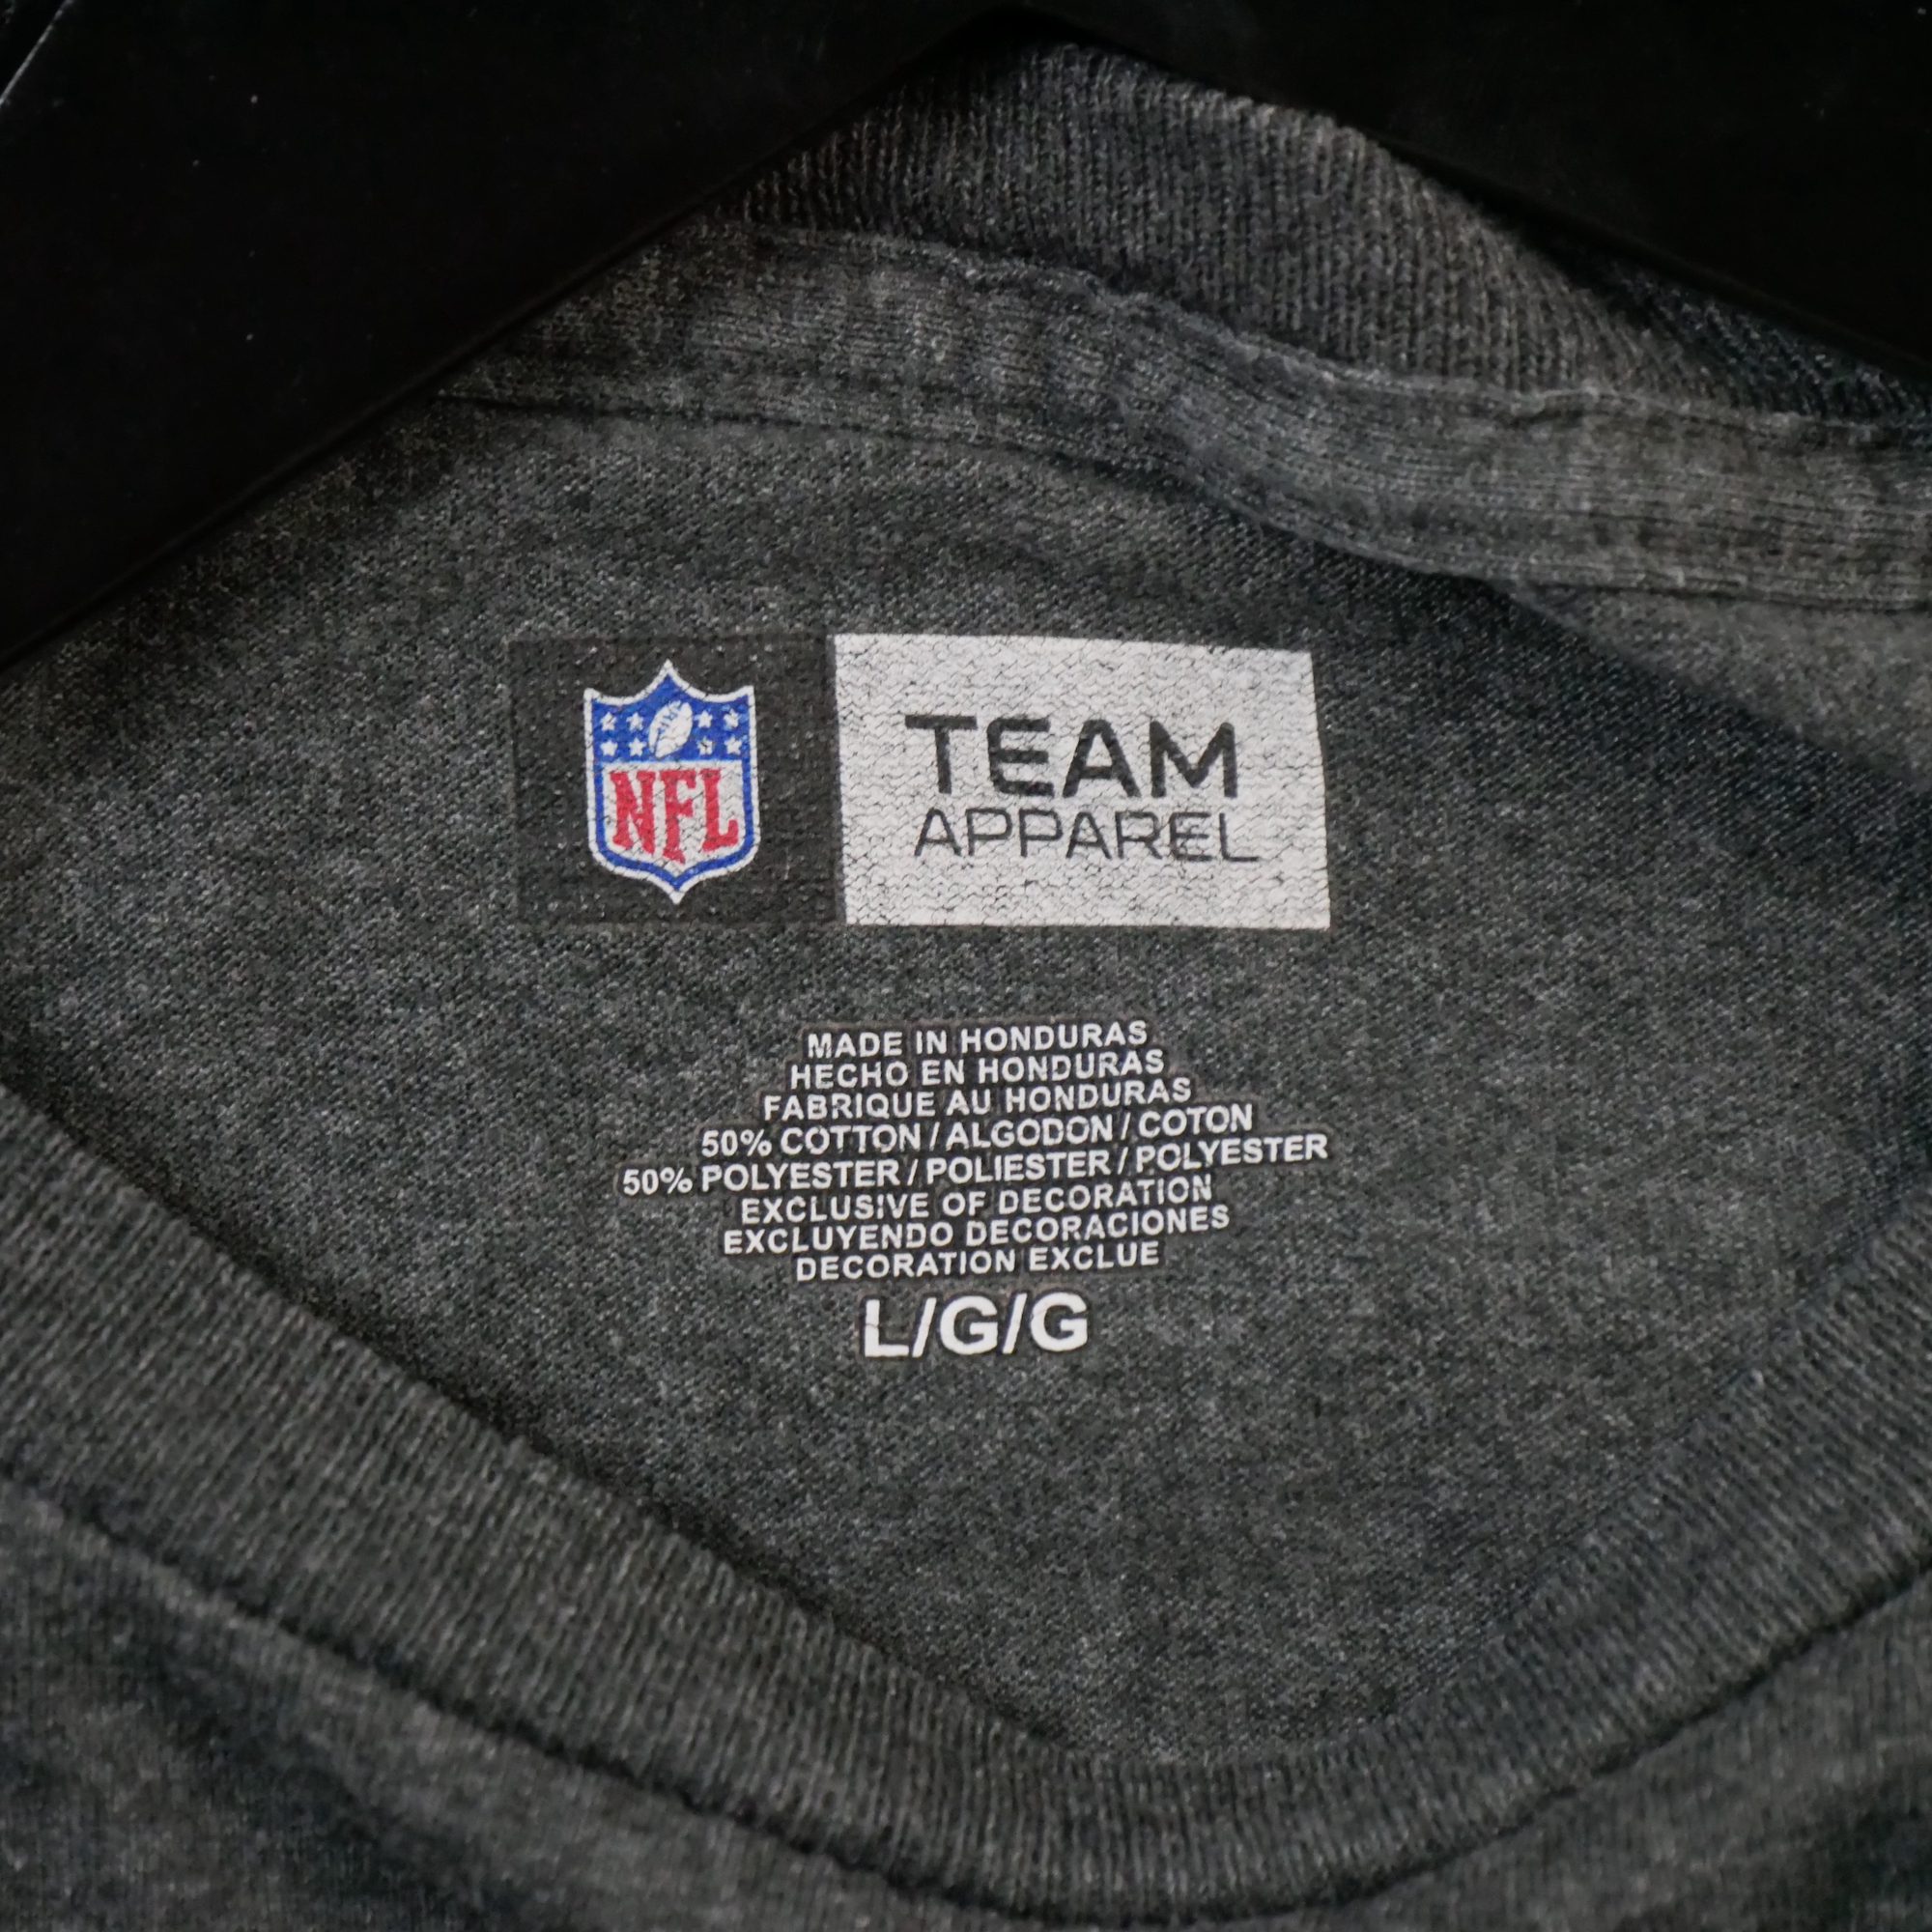 NFL
TEAM
APPAREL
MADE IN HONDURAS
HECHO EN HONDURAS
FABRIQUE AU HONDURAS
50% COTTON / ALGODON / COTON
50% POLYESTER / POLIESTER / POLYESTER
EXCLUSIVE OF DECORATION
EXCLUYENDO DECORACIONES
DECORATION EXCLUE
L/G/G